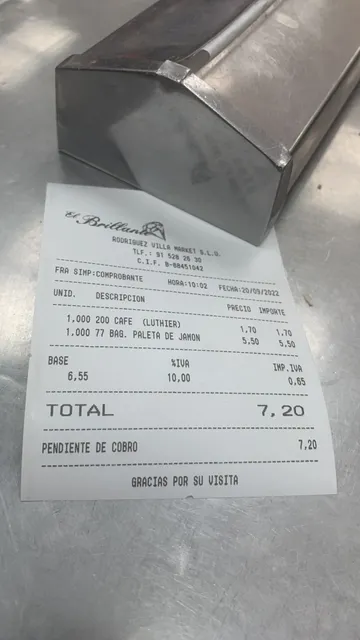 El Brillante
RODRIGUEZ VILLA MARKET S.L.U.
TLF.: 91 528 26 30
C.I.F. B-88451042
FRA SIMP:COMPROBANTE HORA:10:02 FECHA:20/09/2022
UNID. DESCRIPCION PRECIO IMPORTE
1,000 200 CAFE (LUTHIER) 1,70 1,70
1,000 77 BAG. PALETA DE JAMON 5,50 5,50
BASE %IVA IMP.IVA
6,55 10,00 0,65
TOTAL 7,20
PENDIENTE DE COBRO 7,20
GRACIAS POR SU VISITA